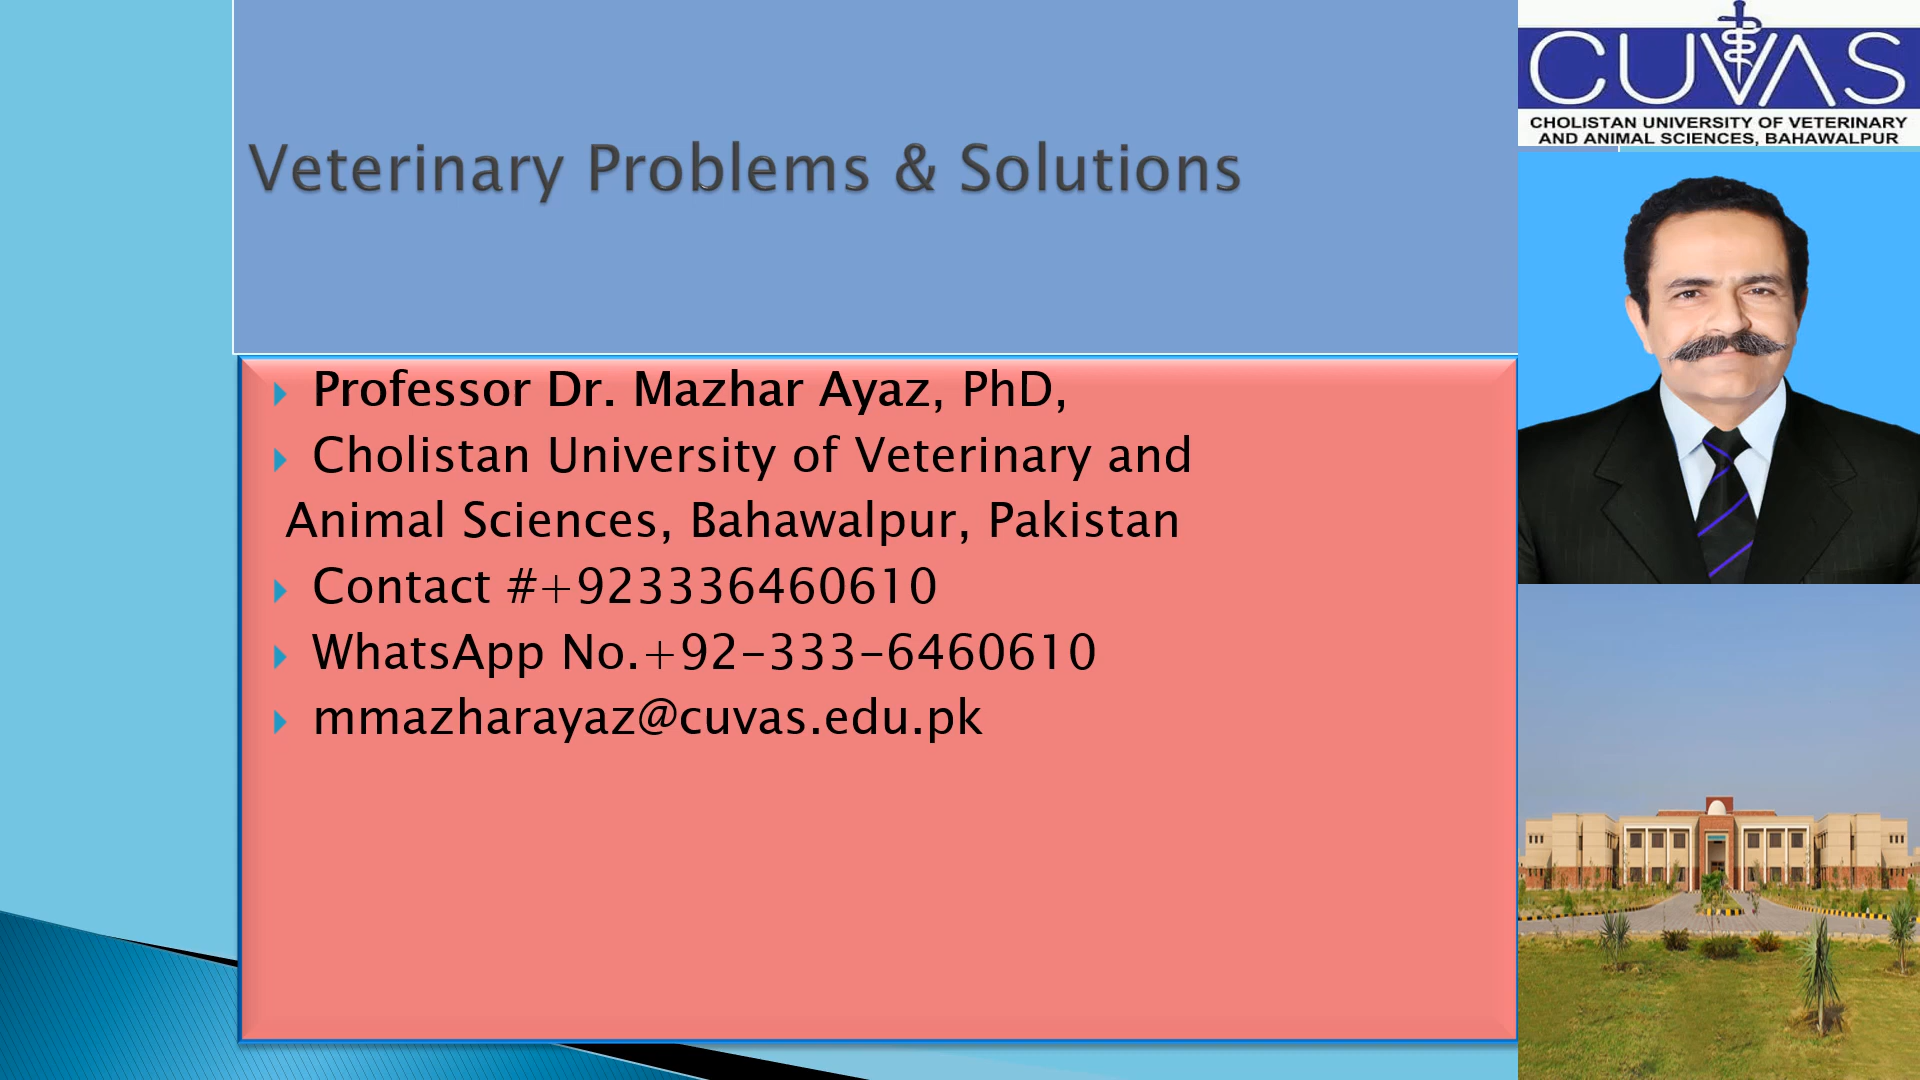 CUVAS
CHOLISTAN UNIVERSITY OF VETERINARY
AND ANIMAL SCIENCES, BAHAWALPUR
Veterinary Problems & Solutions
Professor Dr. Mazhar Ayaz, PhD,
Cholistan University of Veterinary and
Animal Sciences, Bahawalpur, Pakistan
Contact #+923336460610
WhatsApp No.+92-333-6460610
mmazharayaz@cuvas.edu.pk